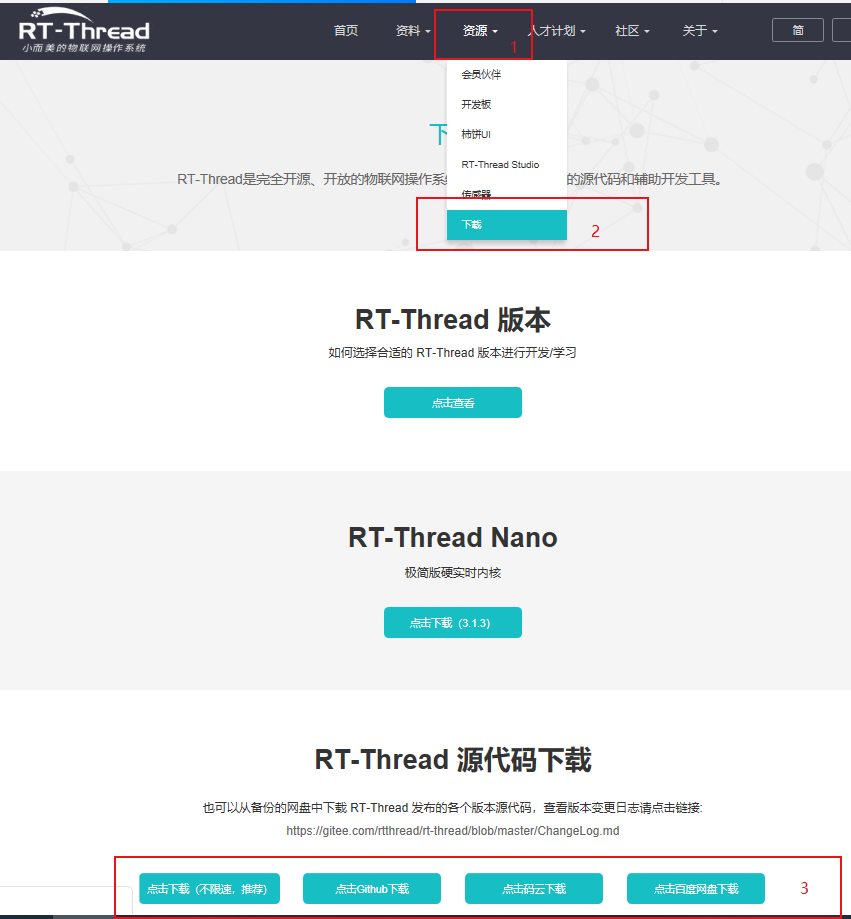 RT-Thread
小而美的物联网操作系统
首页 资料 资源 人才计划 社区 关于 简
1
会员伙伴
开发板
柿饼UI
RT-Thread Studio
传感器
下载
2
下
RT-Thread是完全开源、开放的物联网操作系 的源代码和辅助开发工具。
RT-Thread 版本
如何选择合适的 RT-Thread 版本进行开发/学习
点击查看
RT-Thread Nano
极简版硬实时内核
点击下载（3.1.3）
RT-Thread 源代码下载
也可以从备份的网盘中下载 RT-Thread 发布的各个版本源代码，查看版本变更日志请点击链接:
https://gitee.com/rtthread/rt-thread/blob/master/ChangeLog.md
点击下载（不限速，推荐） 点击Github下载 点击码云下载 点击百度网盘下载 3